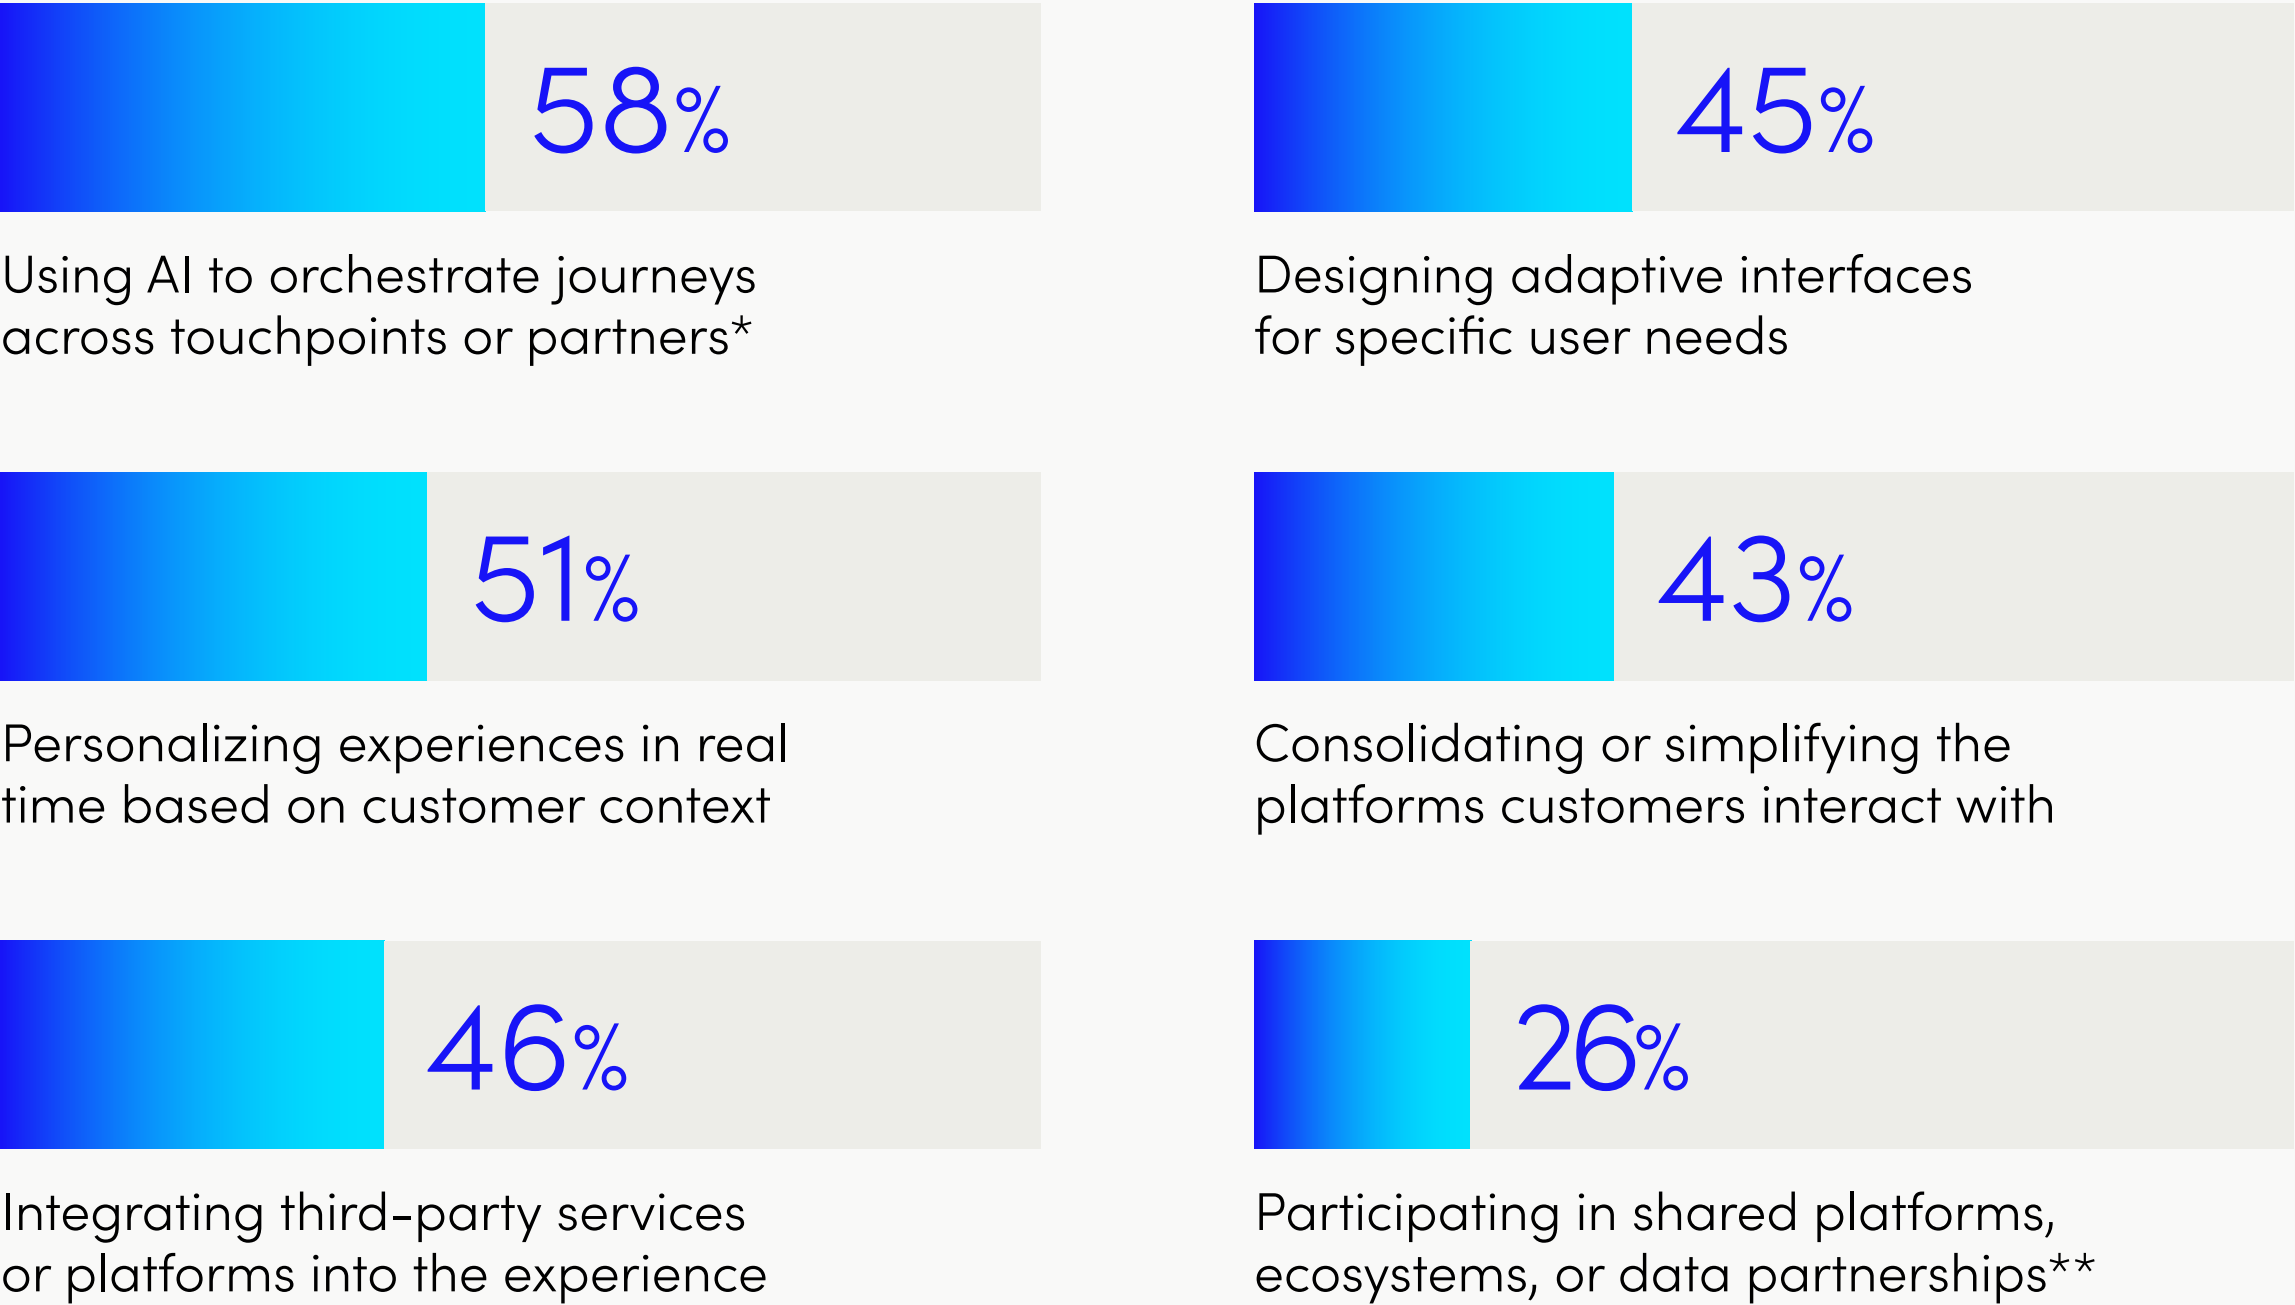 58%
Using AI to orchestrate journeys
across touchpoints or partners*
51%
Personalizing experiences in real
time based on customer context
46%
Integrating third-party services
or platforms into the experience
45%
Designing adaptive interfaces
for specific user needs
43%
Consolidating or simplifying the
platforms customers interact with
26%
Participating in shared platforms,
ecosystems, or data partnerships**